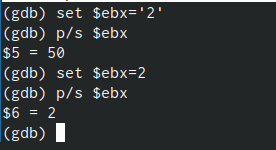 (gdb) set $ebx='2'
(gdb) p/s $ebx
$5 = 50
(gdb) set $ebx=2
(gdb) p/s $ebx
$6 = 2
(gdb)